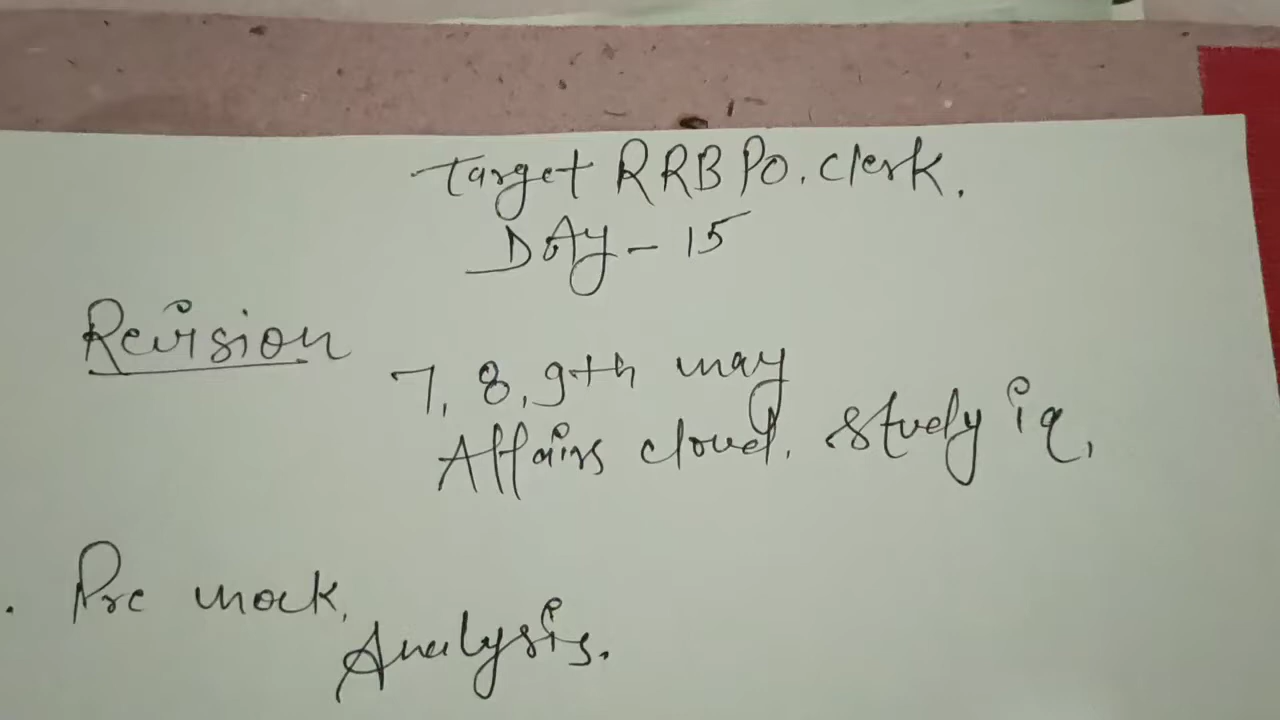 Target RRB PO. Clerk.
DAy - 15
Revision
7, 8, 9th may
Affairs cloud. study iq,
. Pre mock,
Analysis.